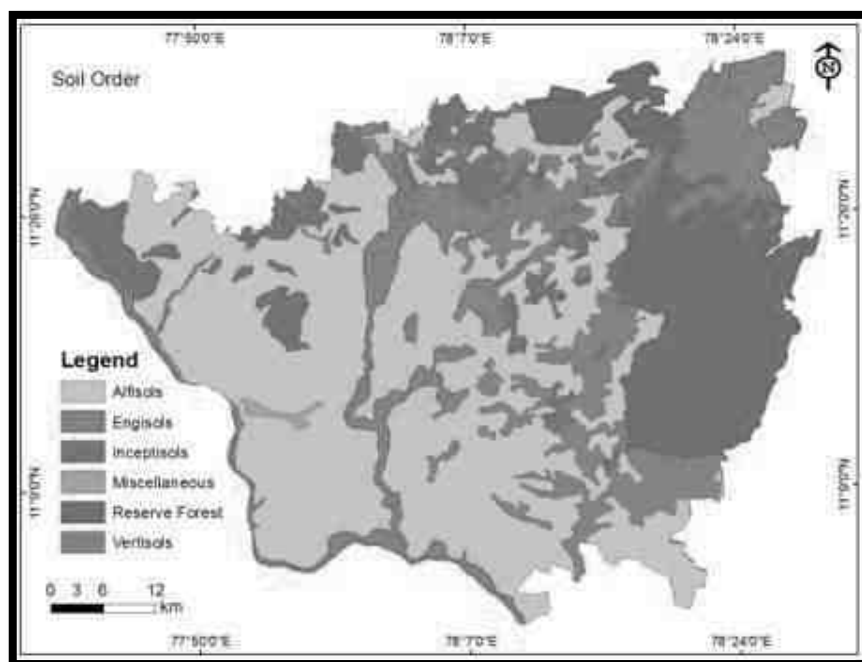 77°50'0"E 78°7'0"E 78°24'0"E
Soil Order
N
11°20'0"N 11°20'0"N
Legend
Alfisols
Engisols
Inceptisols
Miscellaneous
Reserve Forest
Vertisols
11°0'0"N 11°0'0"N
0 3 6 12
km
77°50'0"E 78°7'0"E 78°24'0"E